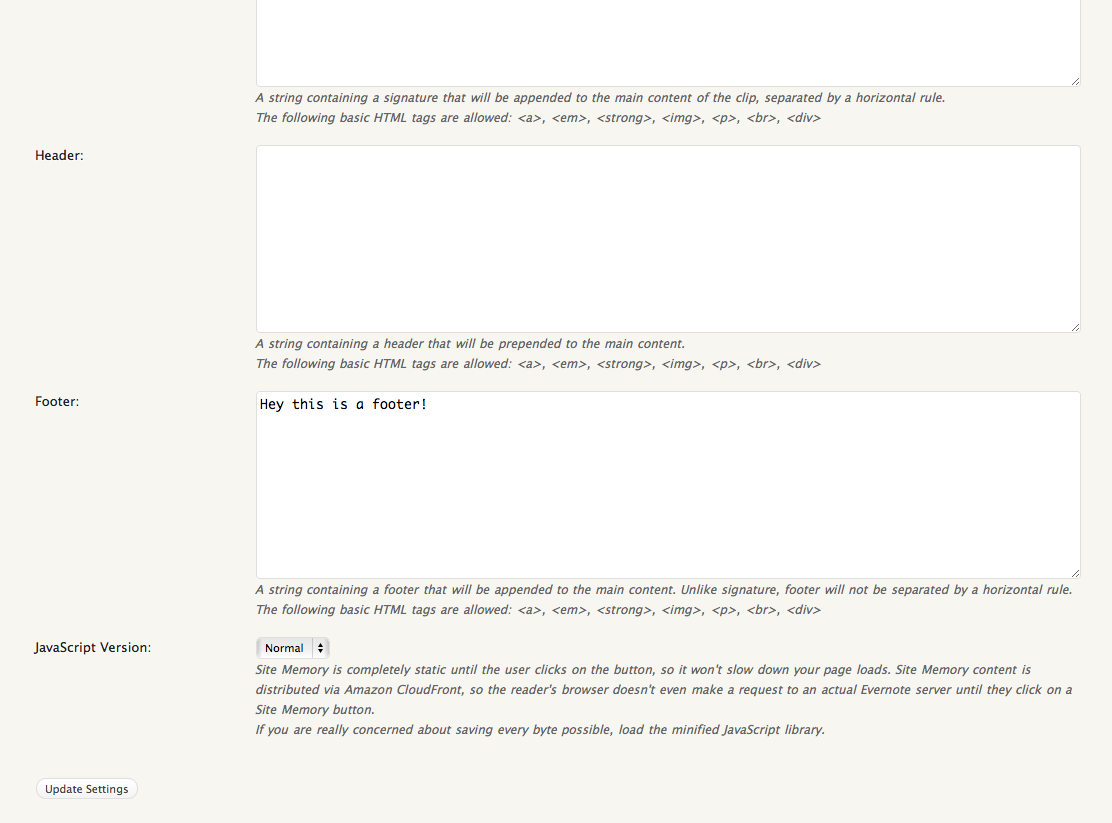 A string containing a signature that will be appended to the main content of the clip, separated by a horizontal rule.
The following basic HTML tags are allowed: <a>, <em>, <strong>, <img>, <p>, <br>, <div>
Header:
A string containing a header that will be prepended to the main content.
The following basic HTML tags are allowed: <a>, <em>, <strong>, <img>, <p>, <br>, <div>
Footer:
Hey this is a footer!
A string containing a footer that will be appended to the main content. Unlike signature, footer will not be separated by a horizontal rule.
The following basic HTML tags are allowed: <a>, <em>, <strong>, <img>, <p>, <br>, <div>
JavaScript Version:
Normal
Site Memory is completely static until the user clicks on the button, so it won't slow down your page loads. Site Memory content is
distributed via Amazon CloudFront, so the reader's browser doesn't even make a request to an actual Evernote server until they click on a
Site Memory button.
If you are really concerned about saving every byte possible, load the minified JavaScript library.
Update Settings